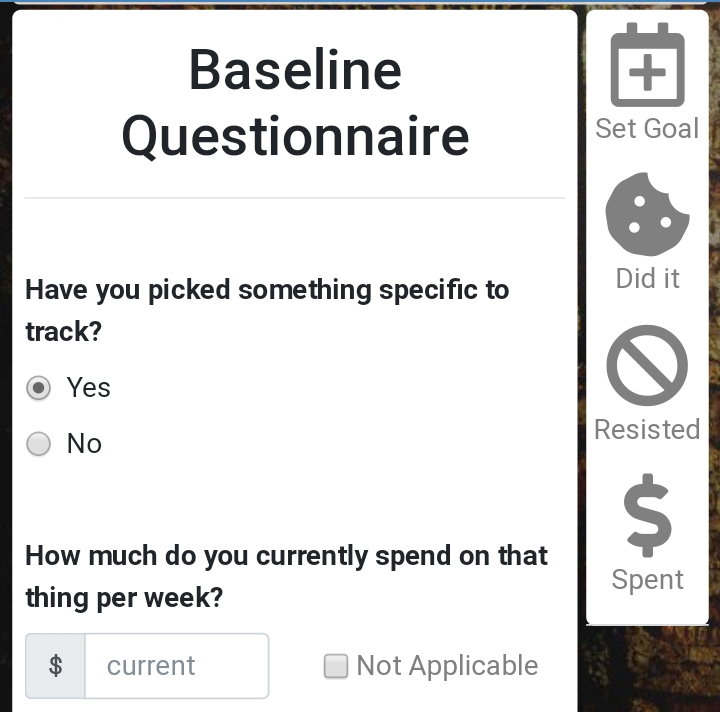 Baseline
Questionnaire
Have you picked something specific to
track?
Yes
No
How much do you currently spend on that
thing per week?
$ current
Not Applicable
Set Goal
Did it
Resisted
Spent